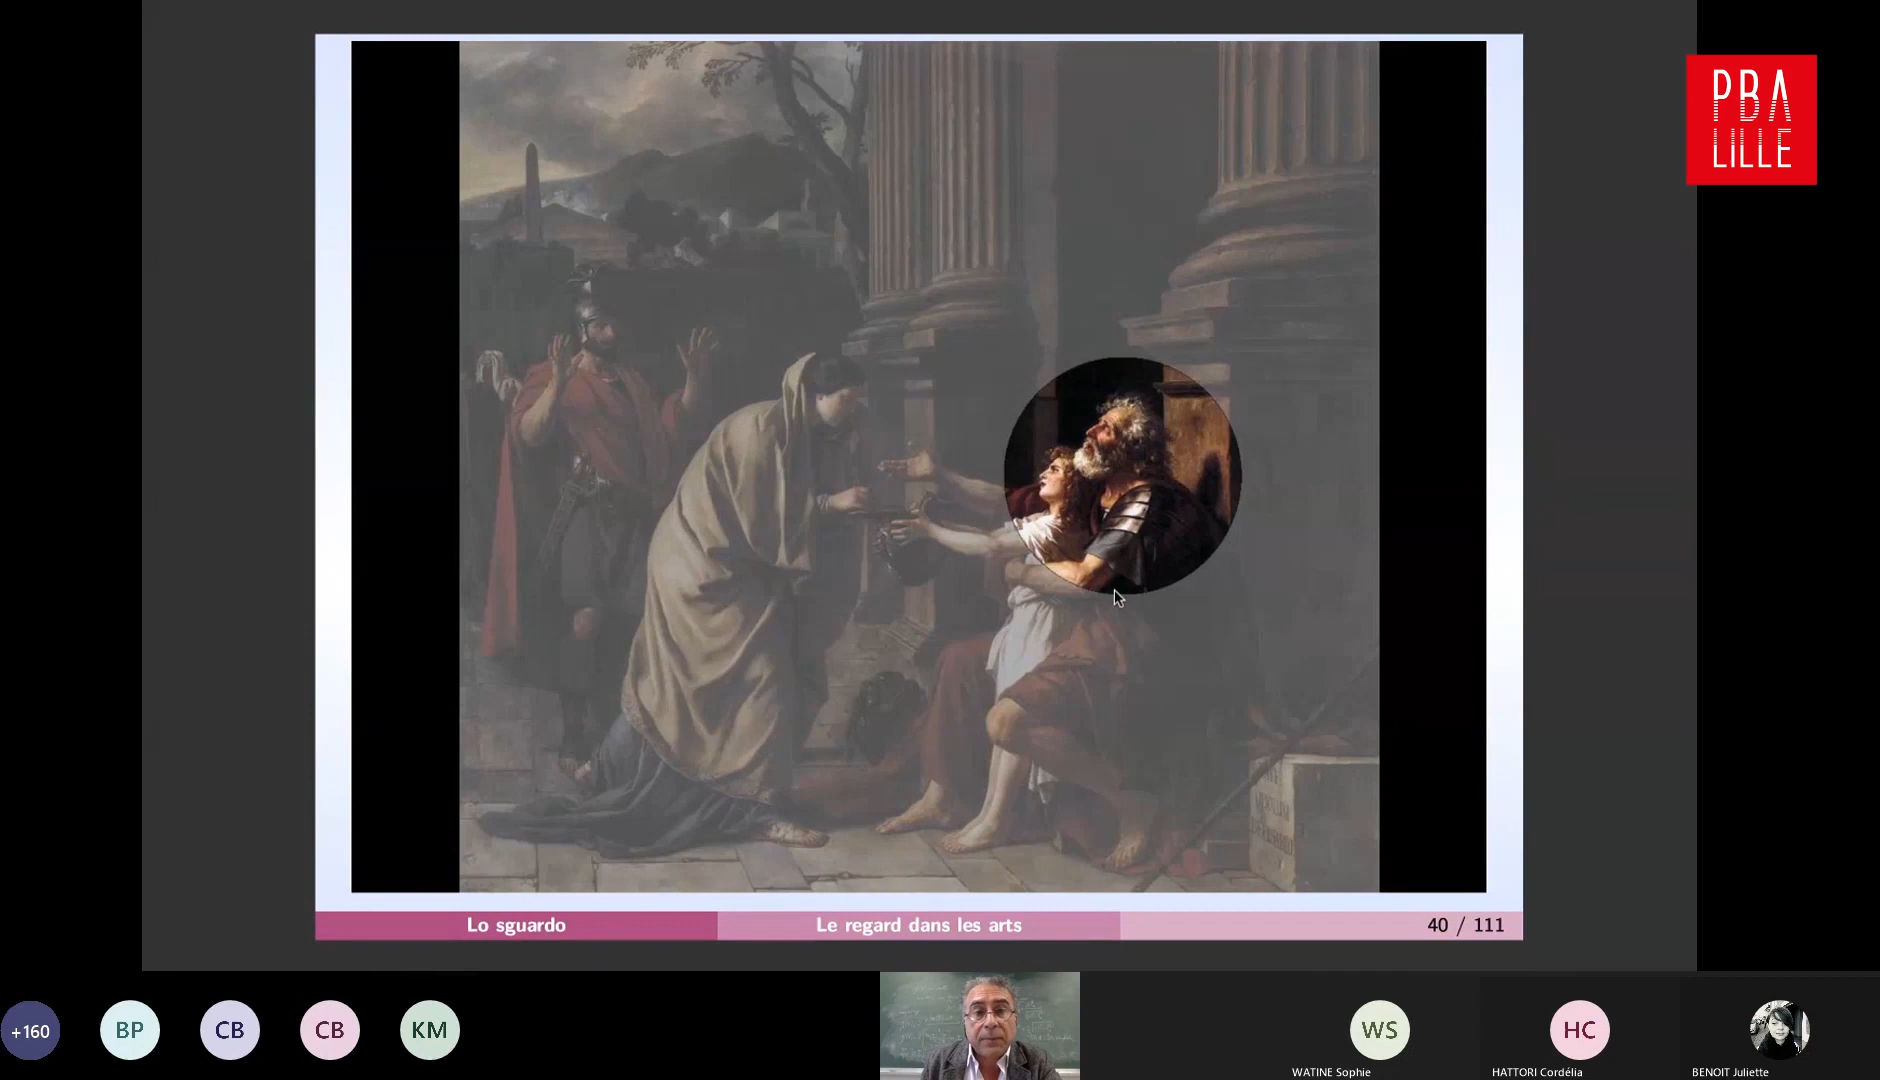 PBA
LILLE
Lo sguardo
Le regard dans les arts
40 / 111
+160
BP
CB
CB
KM
WS
HC
WATINE Sophie
HATTORI Cordélia
BENOIT Juliette